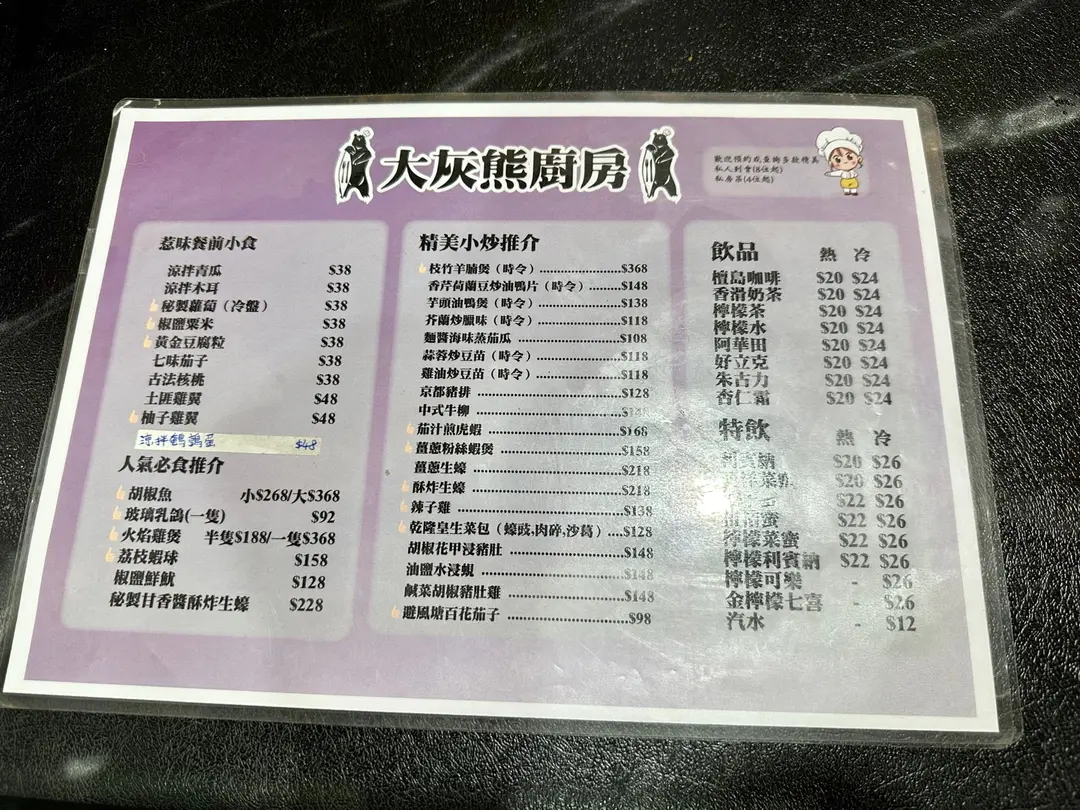 大灰熊廚房
歡迎預約或查詢多款精美
私人到會(8位起)
私房菜(4位起)
惹味餐前小食
涼拌青瓜 $38
涼拌木耳 $38
秘製蘿蔔（冷盤） $38
椒鹽粟米 $38
黃金豆腐粒 $38
七味茄子 $38
古法核桃 $38
土匪雞翼 $48
柚子雞翼 $48
涼拌鵪鶉蛋 $48
人氣必食推介
胡椒魚 小$268/大$368
玻璃乳鴿(一隻) $92
火焰雞煲 半隻$188/一隻$368
荔枝蝦球 $158
椒鹽鮮魷 $128
秘製甘香醬酥炸生蠔 $228
精美小炒推介
枝竹羊腩煲（時令）$368
香芹荷蘭豆炒油鴨片（時令）$148
芋頭油鴨煲（時令）$138
芥蘭炒臘味（時令）$118
麵醬海味蒸茄瓜 $108
蒜蓉炒豆苗（時令）$118
雞油炒豆苗（時令）$118
京都豬排 $128
中式牛柳 $148
茄汁煎虎蝦 $168
薑蔥粉絲蝦煲 $158
薑蔥生蠔 $218
酥炸生蠔 $218
辣子雞 $138
乾隆皇生菜包（蠔豉,肉碎,沙葛）$128
胡椒花甲浸豬肚 $148
油鹽水浸蜆 $148
鹹菜胡椒豬肚雞 $148
避風塘百花茄子 $98
飲品 熱 冷
檀島咖啡 $20 $24
香滑奶茶 $20 $24
檸檬茶 $20 $24
檸檬水 $20 $24
阿華田 $20 $24
好立克 $20 $24
朱古力 $20 $24
杏仁霜 $20 $24
特飲 熱 冷
利賓納 $20 $26
$20 $26
$22 $26
蜜 $22 $26
檸檬菜蜜 $22 $26
檸檬利賓納 $22 $26
檸檬可樂 - $26
金檸檬七喜 - $26
汽水 - $12